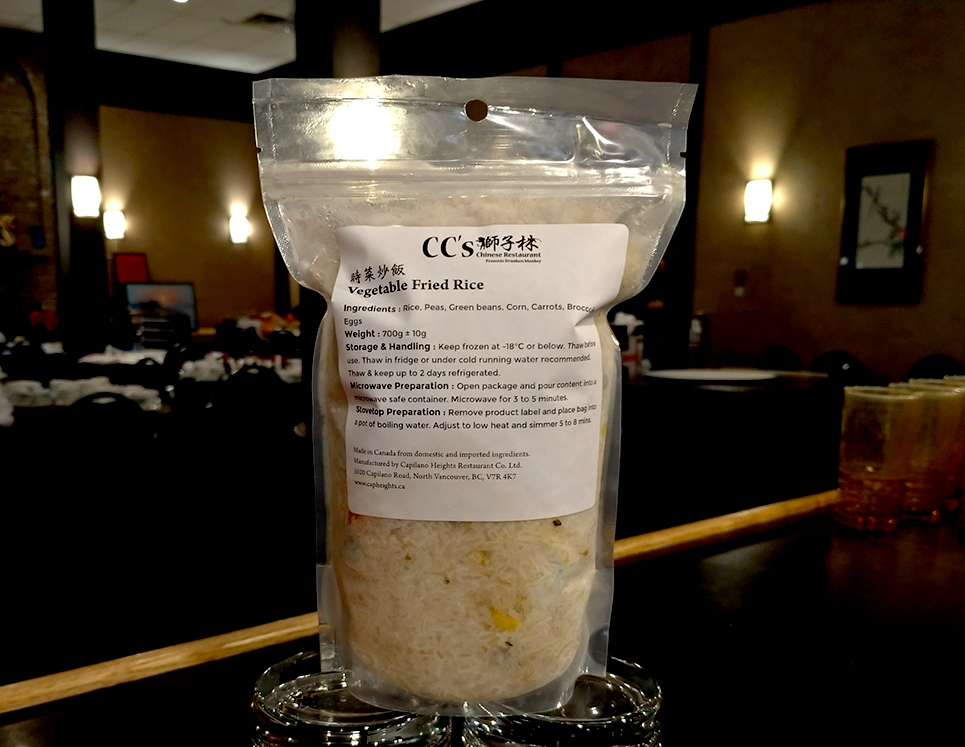 CC's 獅子林
Chinese Restaurant
Presents Drunken Monkey
時菜炒飯
Vegetable Fried Rice
Ingredients : Rice, Peas, Green beans, Corn, Carrots,
Eggs
Weight : 700g ± 10g
Storage & Handling : Keep frozen at -18°C or below. Thaw before
use. Thaw in fridge or under cold running water recommended.
Thaw & keep up to 2 days refrigerated.
Microwave Preparation : Open package and pour content into a
microwave safe container. Microwave for 3 to 5 minutes.
Stovetop Preparation : Remove product label and place bag into
a pot of boiling water. Adjust to low heat and simmer 5 to 8 mins.
Made in Canada from domestic and imported ingredients.
Manufactured by Capilano Heights Restaurant Co. Ltd.
5020 Capilano Road, North Vancouver, BC, V7R 4K7
www.capheights.ca